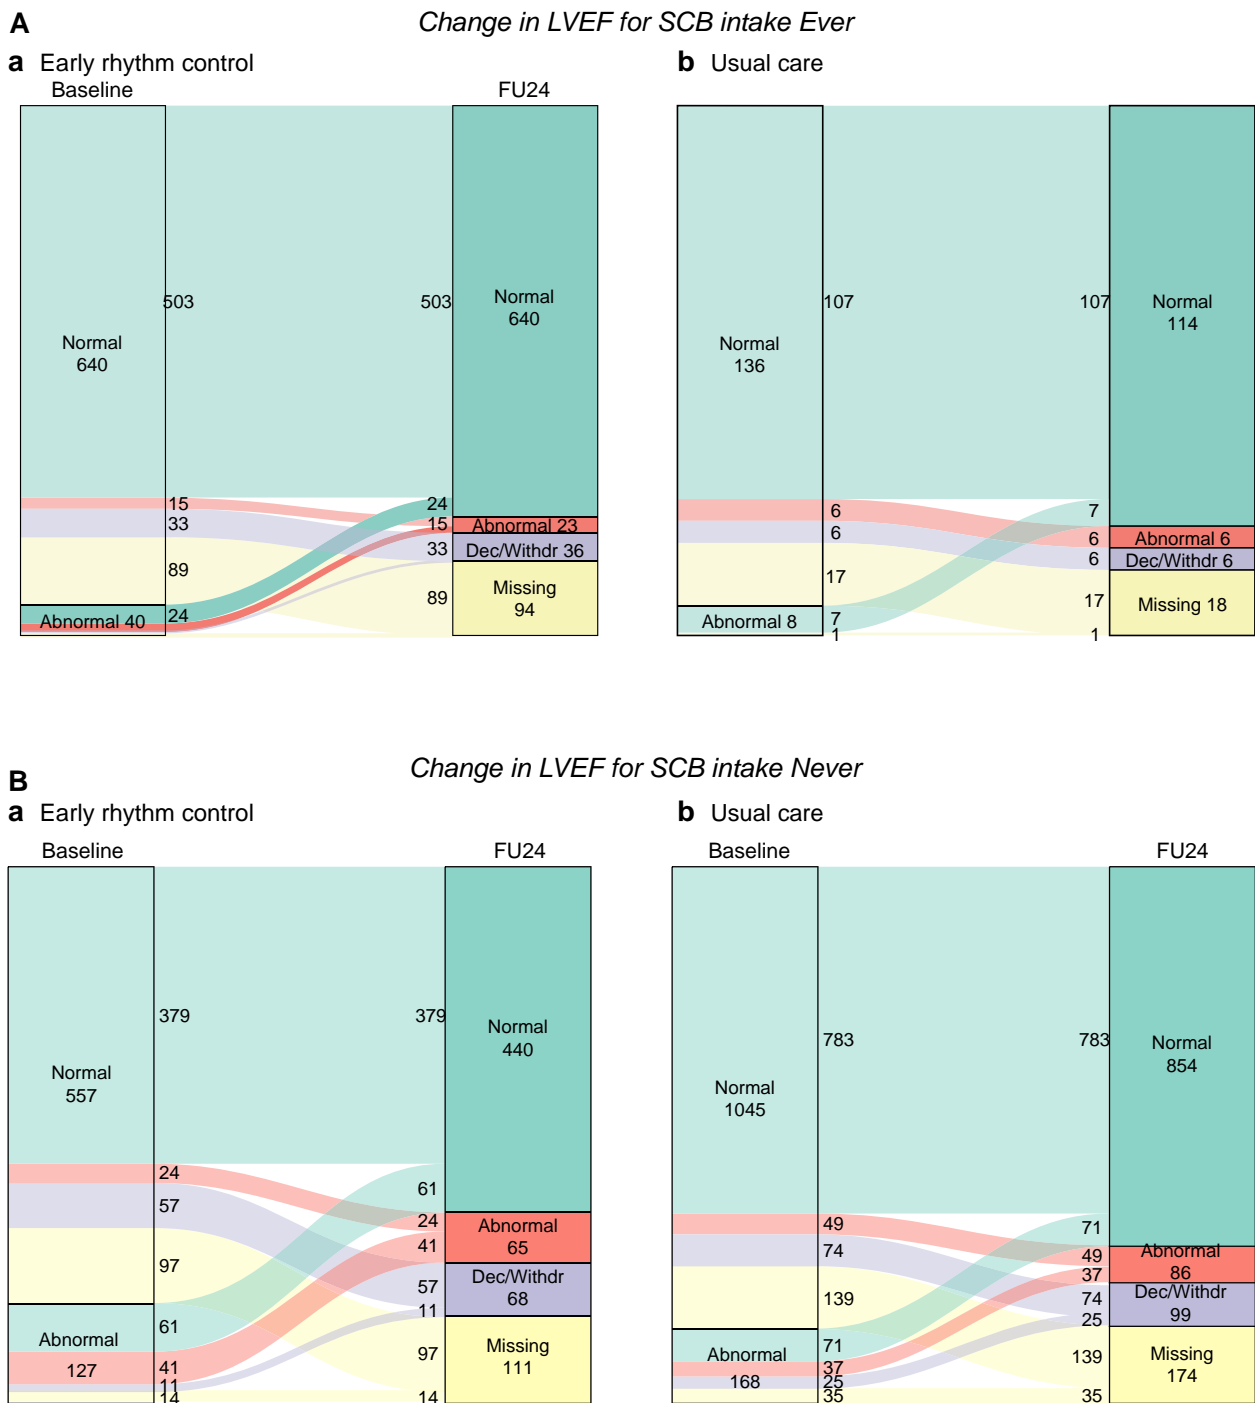 A
Change in LVEF for SCB intake Ever
a Early rhythm control
b Usual care
Baseline
FU24
Normal
640
503
503
Normal
640
15
33
89
24
24
15
33
89
Abnormal 40
Abnormal 23
Dec/Withdr 36
Missing
94
Normal
136
107
107
Normal
114
6
6
17
7
1
7
6
6
17
1
Abnormal 8
Abnormal 6
Dec/Withdr 6
Missing 18
B
Change in LVEF for SCB intake Never
a Early rhythm control
b Usual care
Baseline
FU24
Baseline
FU24
Normal
557
379
379
Normal
440
24
57
97
61
41
11
14
61
24
41
57
11
97
14
Abnormal
127
Abnormal
65
Dec/Withdr
68
Missing
111
Normal
1045
783
783
Normal
854
49
74
139
71
37
25
35
71
49
37
74
25
139
35
Abnormal
168
Abnormal
86
Dec/Withdr
99
Missing
174